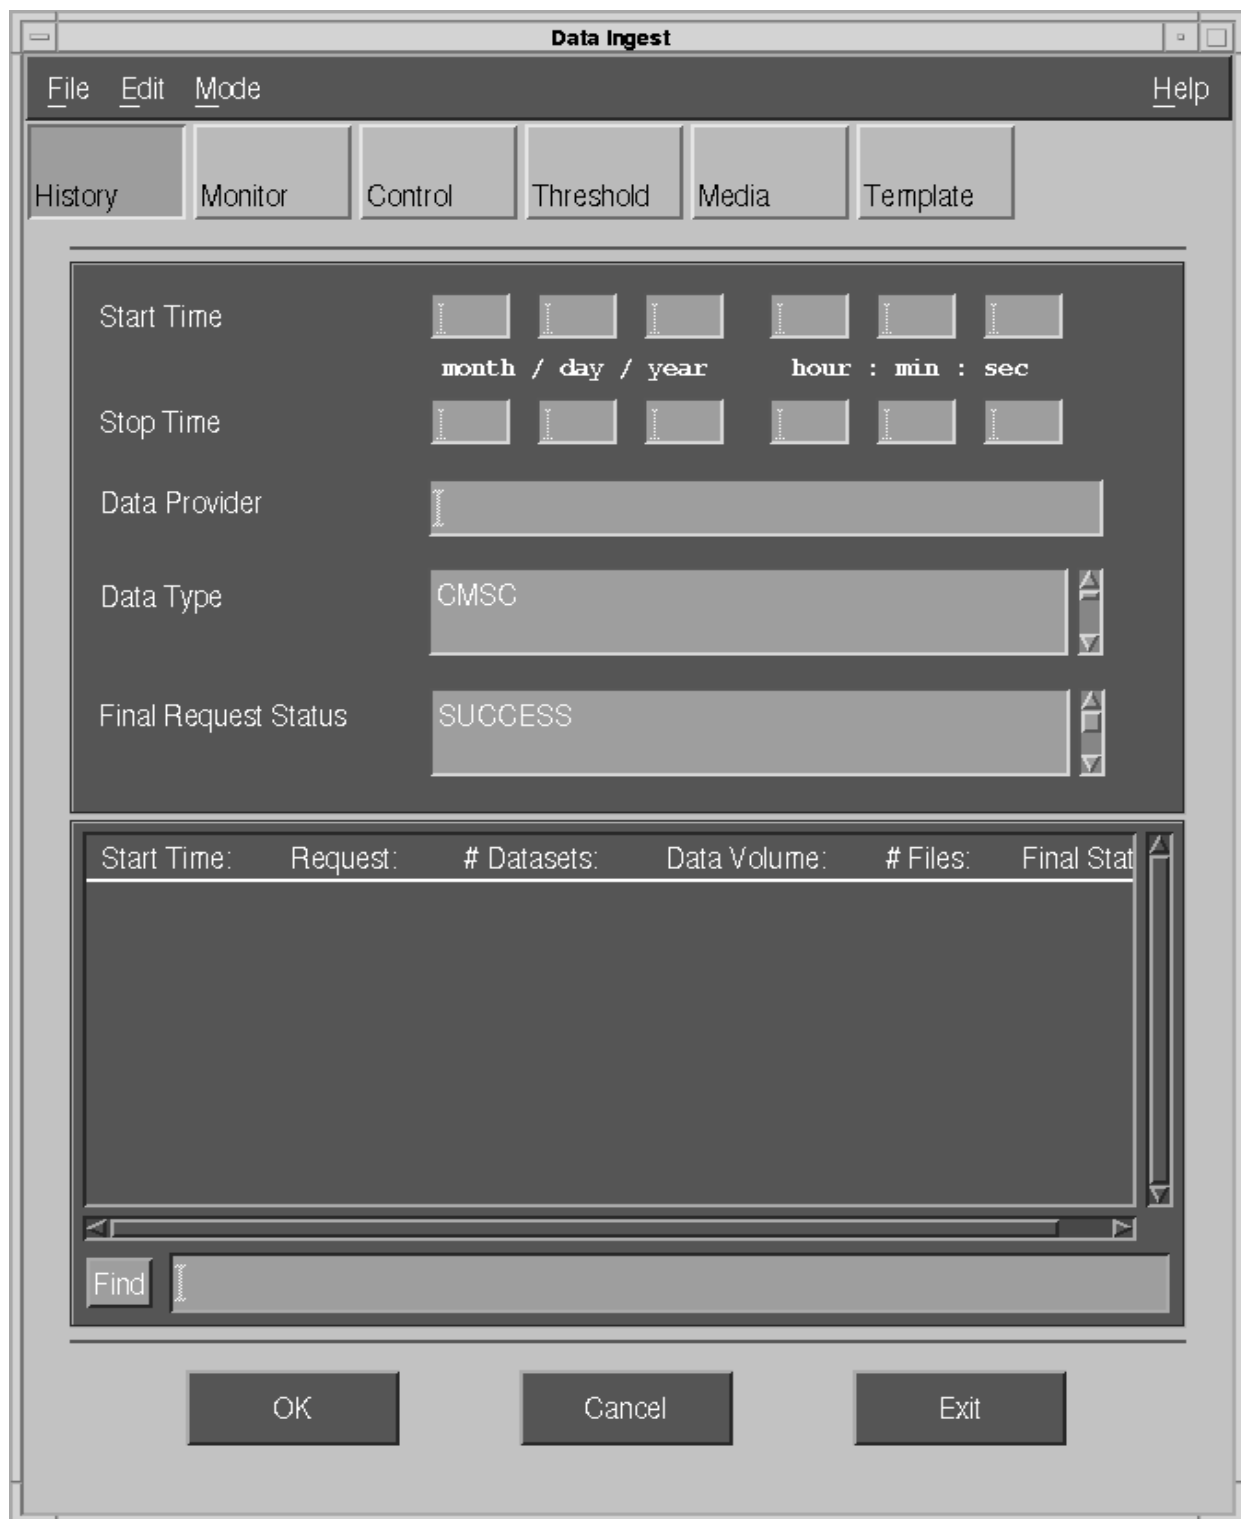 Data Ingest
File Edit Mode Help
History Monitor Control Threshold Media Template
Start Time
month / day / year hour : min : sec
Stop Time
Data Provider
Data Type CMSC
Final Request Status SUCCESS
Start Time: Request: # Datasets: Data Volume: # Files: Final Stat
Find
OK Cancel Exit